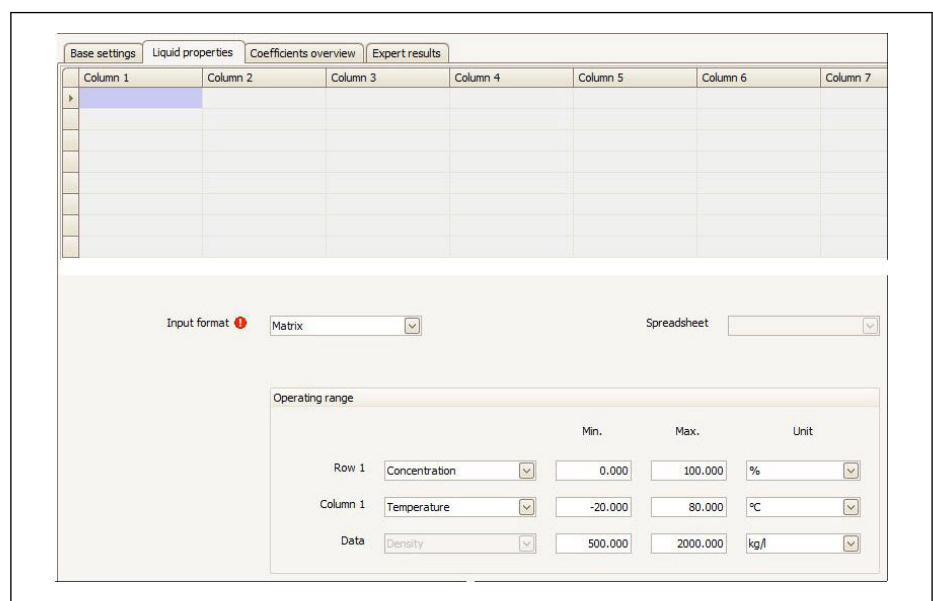 Base settings Liquid properties Coefficients overview Expert results
Column 1 Column 2 Column 3 Column 4 Column 5 Column 6 Column 7
Input format Matrix Spreadsheet
Operating range
Min. Max. Unit
Row 1 Concentration 0.000 100.000 %
Column 1 Temperature -20.000 80.000 °C
Data Density 500.000 2000.000 kg/l